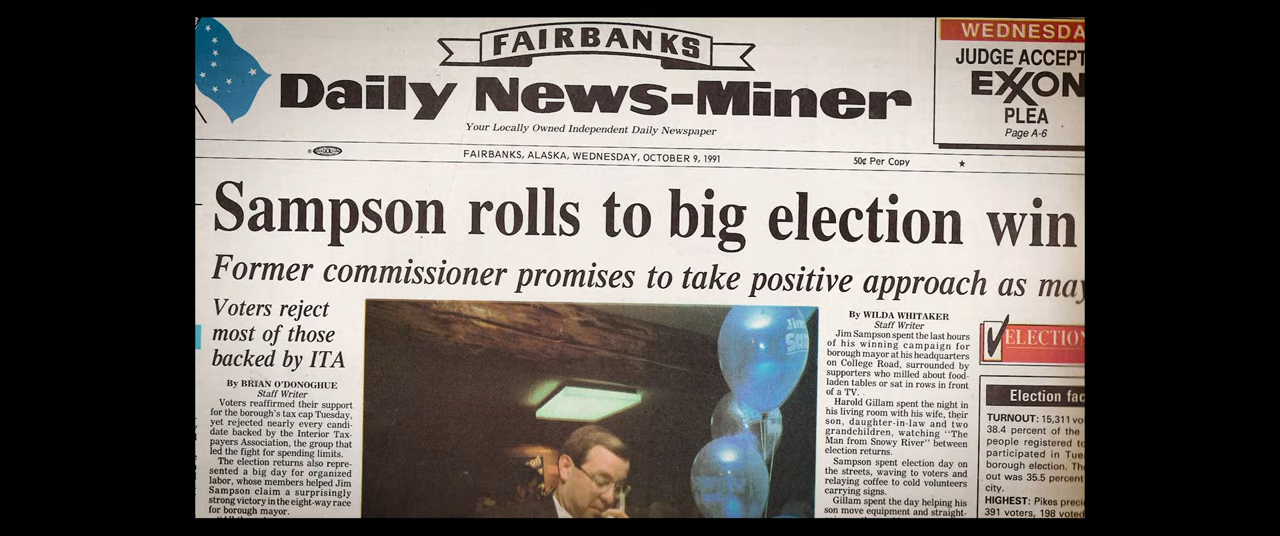 FAIRBANKS
Daily News-Miner
Your Locally Owned Independent Daily Newspaper
WEDNESDA
JUDGE ACCEPT
EXXON
PLEA
Page A-6
FAIRBANKS, ALASKA, WEDNESDAY, OCTOBER 9, 1991
50¢ Per Copy
Sampson rolls to big election win
Former commissioner promises to take positive approach as may
Voters reject
most of those
backed by ITA
By BRIAN O'DONOGHUE
Staff Writer
Voters reaffirmed their support
for the borough's tax cap Tuesday,
yet rejected nearly every candi-
date backed by the Interior Tax-
payers Association, the group that
led the fight for spending limits.
The election returns also repre-
sented a big day for organized
labor, whose members helped Jim
Sampson claim a surprisingly
strong victory in the eight-way race
for borough mayor.
Jim
By WILDA WHITAKER
Staff Writer
Jim Sampson spent the last hours
of his winning campaign for
borough mayor at his headquarters
on College Road, surrounded by
supporters who milled about food-
laden tables or sat in rows in front
of a TV.
Harold Gillam spent the night in
his living room with his wife, their
son, daughter-in-law and two
grandchildren, watching "The
Man from Snowy River" between
election returns.
Sampson spent election day on
the streets, waving to voters and
relaying coffee to cold volunteers
carrying signs.
Gillam spent the day helping his
son move equipment and straight-
ELECTION
Election fac
TURNOUT: 15,311 vo
38.4 percent of the
people registered to
participated in Tue
borough election. The
out was 35.5 percent
city.
HIGHEST: Pikes preci
391 voters, 198 voted